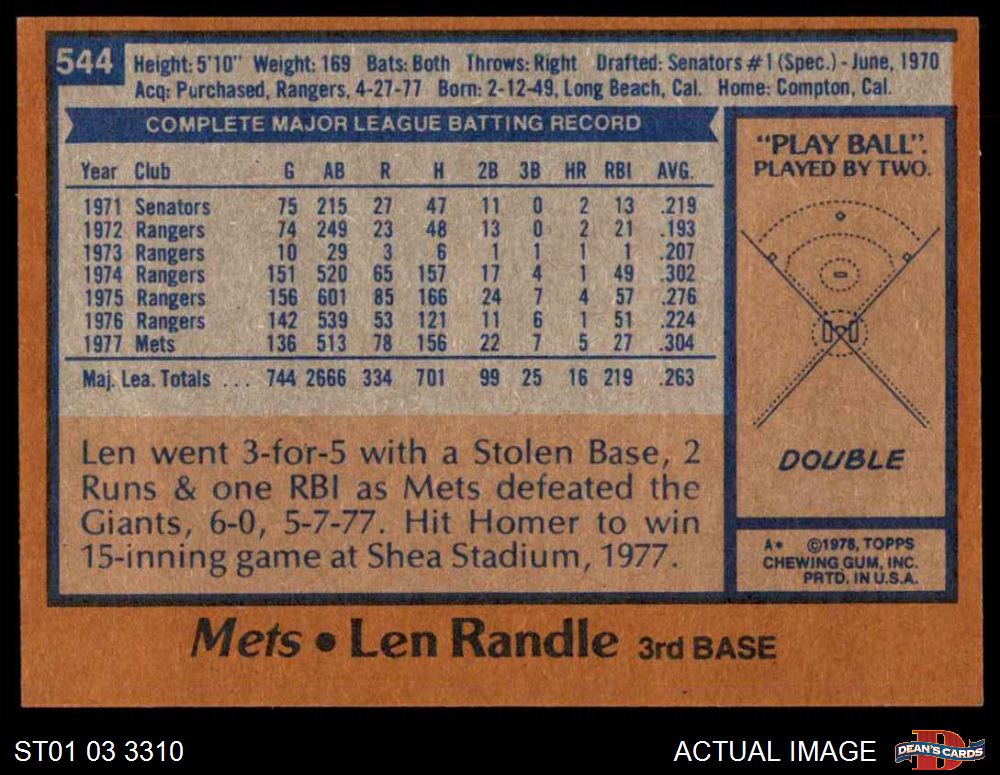 544
Height: 5'10" Weight: 169 Bats: Both Throws: Right Drafted: Senators #1 (Spec.) - June, 1970
Acq: Purchased, Rangers, 4-27-77 Born: 2-12-49, Long Beach, Cal. Home: Compton, Cal.
COMPLETE MAJOR LEAGUE BATTING RECORD
Year Club G AB R H 2B 3B HR RBI AVG.
1971 Senators 75 215 27 47 11 0 2 13 .219
1972 Rangers 74 249 23 48 13 0 2 21 .193
1973 Rangers 10 29 3 6 1 1 1 1 .207
1974 Rangers 151 520 65 157 17 4 1 49 .302
1975 Rangers 156 601 85 166 24 7 4 57 .276
1976 Rangers 142 539 53 121 11 6 1 51 .224
1977 Mets 136 513 78 156 22 7 5 27 .304
Maj. Lea. Totals ... 744 2666 334 701 99 25 16 219 .263
Len went 3-for-5 with a Stolen Base, 2
Runs & one RBI as Mets defeated the
Giants, 6-0, 5-7-77. Hit Homer to win
15-inning game at Shea Stadium, 1977.
"PLAY BALL".
PLAYED BY TWO.
DOUBLE
A* ©1978, TOPPS
CHEWING GUM, INC.
PRTD. IN U.S.A.
Mets • Len Randle 3rd BASE
ST01 03 3310
ACTUAL IMAGE
DEAN'S CARDS